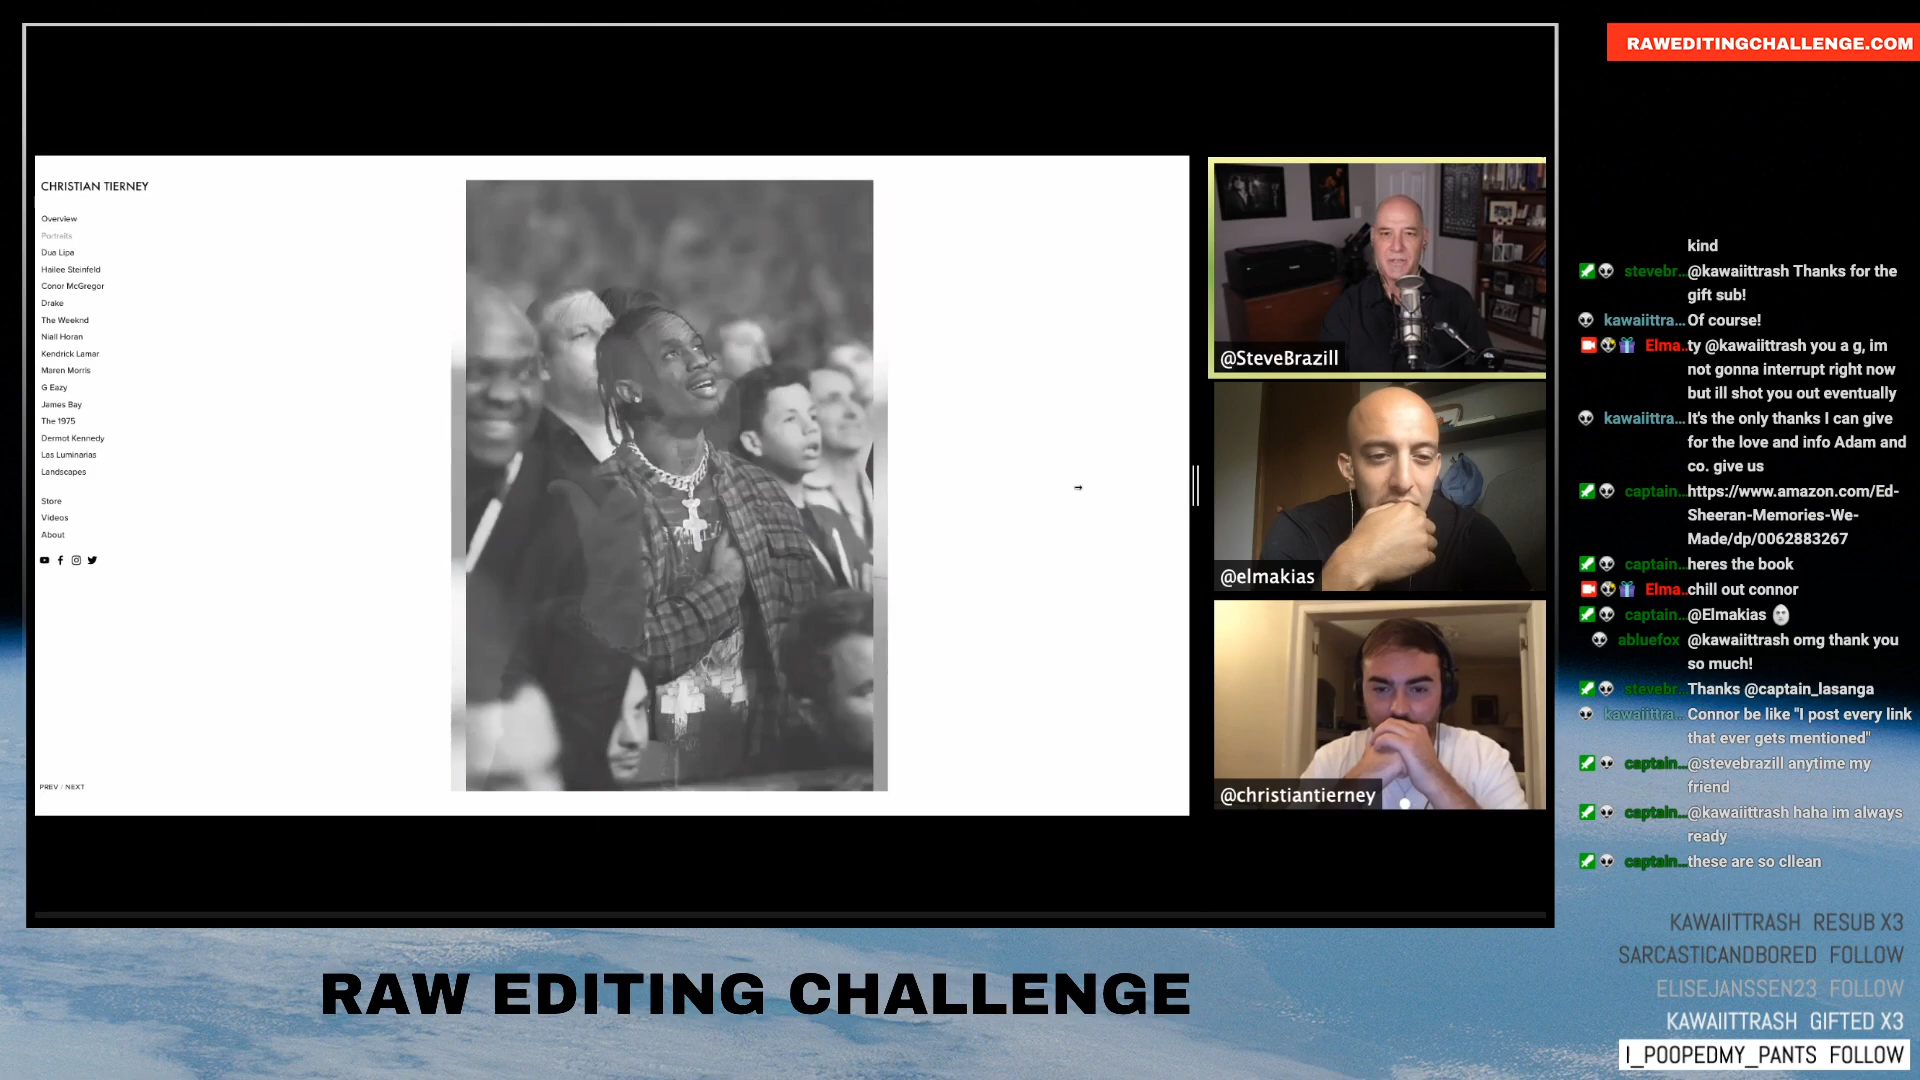 RAWEDITINGCHALLENGE.COM
CHRISTIAN TIERNEY
Overview
Portraits
Dua Lipa
Hailee Steinfeld
Conor McGregor
Drake
The Weeknd
Niall Horan
Kendrick Lamar
Maren Morris
G Eazy
James Bay
The 1975
Dermot Kennedy
Las Luminarias
Landscapes
Store
Videos
About
PREV / NEXT
@SteveBrazill
@elmakias
@christiantierney
kind
stevebr... @kawaiittrash Thanks for the
gift sub!
kawaiittra... Of course!
Elma... ty @kawaiittrash you a g, im
not gonna interrupt right now
but ill shot you out eventually
kawaiittra... It's the only thanks I can give
for the love and info Adam and
co. give us
captain... https://www.amazon.com/Ed-
Sheeran-Memories-We-
Made/dp/0062883267
captain... heres the book
Elma... chill out connor
captain... @Elmakias
abluefox @kawaiittrash omg thank you
so much!
stevebr... Thanks @captain_lasanga
kawaiittra... Connor be like "I post every link
that ever gets mentioned"
captain... @stevebrazill anytime my
friend
captain... @kawaiittrash haha im always
ready
captain... these are so cllean
KAWAIITTRASH RESUB X3
SARCASTICANDBORED FOLLOW
ELISEJANSSEN23 FOLLOW
KAWAIITTRASH GIFTED X3
I_POOPEDMY_PANTS FOLLOW
RAW EDITING CHALLENGE